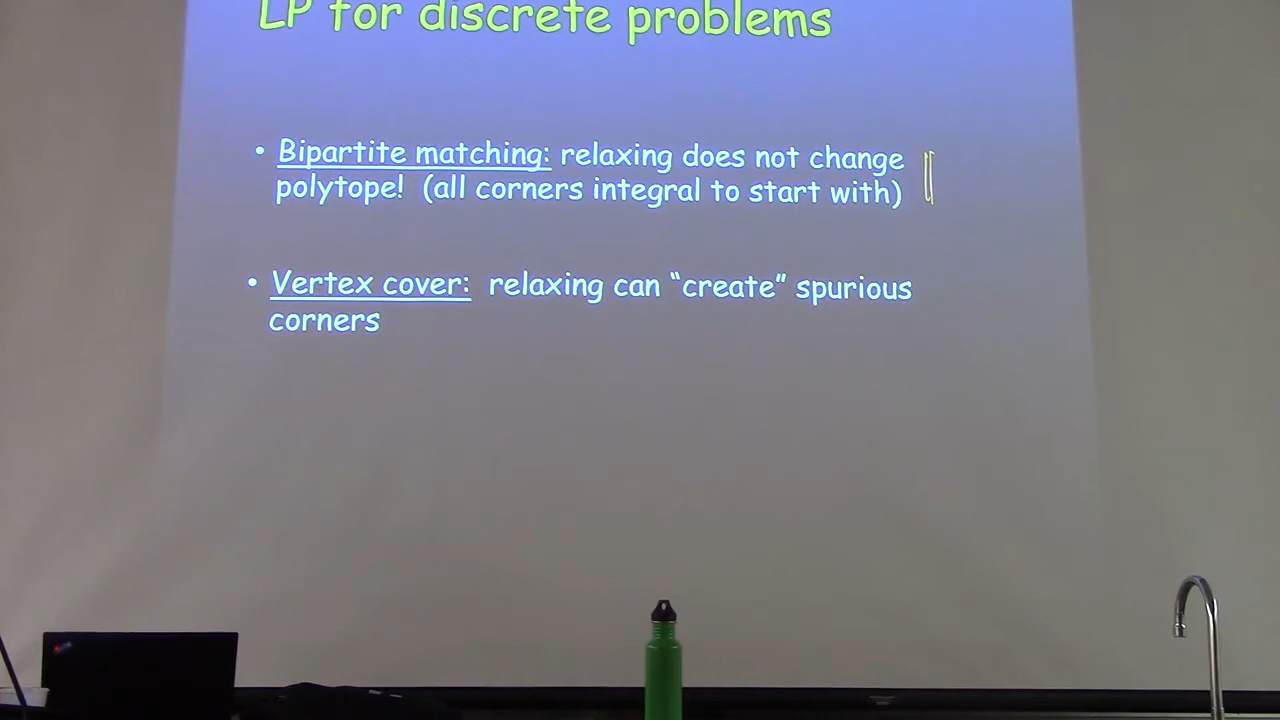 LP for discrete problems
• Bipartite matching: relaxing does not change
polytope! (all corners integral to start with)
• Vertex cover: relaxing can “create” spurious
corners